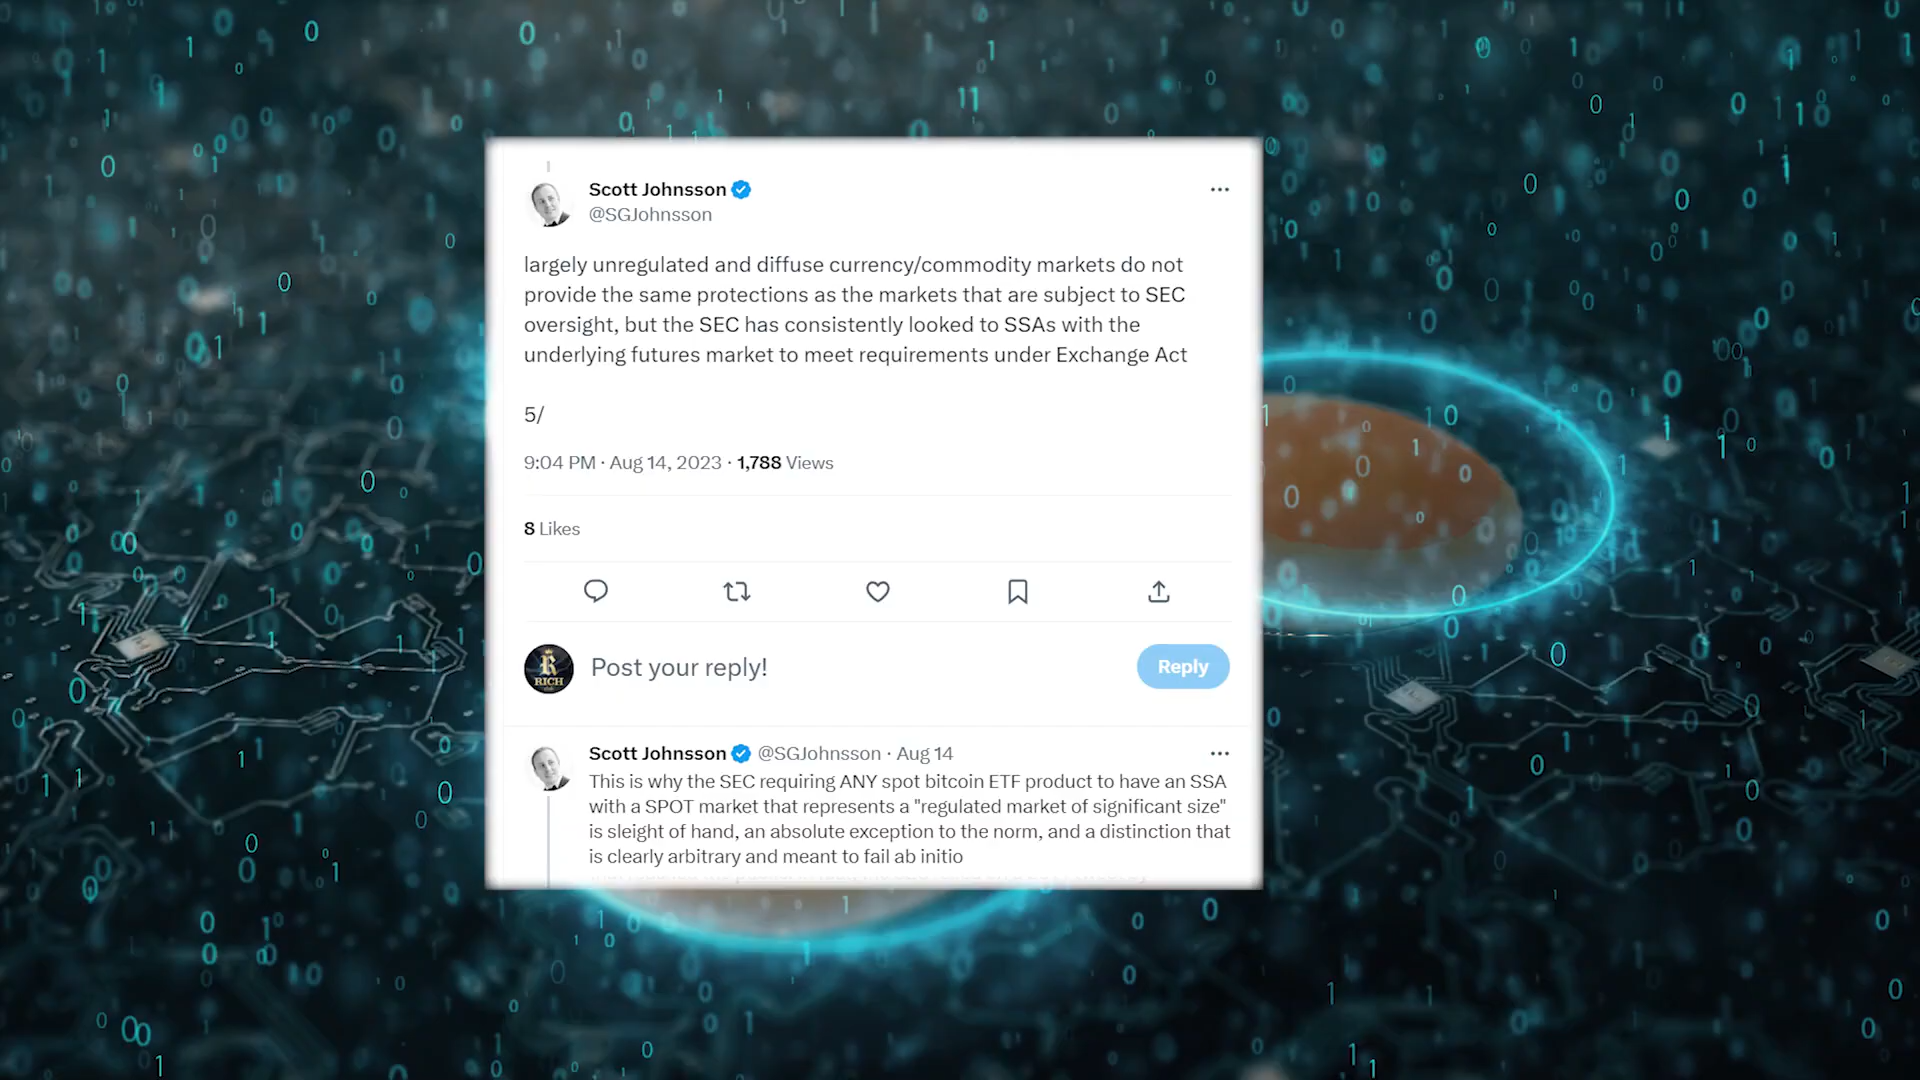 Scott Johnsson
@SGJohnsson
largely unregulated and diffuse currency/commodity markets do not
provide the same protections as the markets that are subject to SEC
oversight, but the SEC has consistently looked to SSAs with the
underlying futures market to meet requirements under Exchange Act
5/
9:04 PM · Aug 14, 2023 · 1,788 Views
8 Likes
R
RICH
Post your reply!
Reply
Scott Johnsson @SGJohnsson · Aug 14
This is why the SEC requiring ANY spot bitcoin ETF product to have an SSA
with a SPOT market that represents a "regulated market of significant size"
is sleight of hand, an absolute exception to the norm, and a distinction that
is clearly arbitrary and meant to fail ab initio